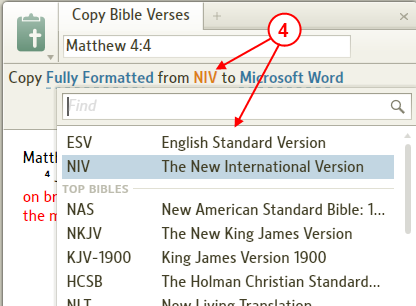 Copy Bible Verses
Matthew 4:4
4
Copy Fully Formatted from NIV to Microsoft Word
Find
ESV English Standard Version
Matth
NIV The New International Version
4
TOP BIBLES
on br
NAS New American Standard Bible: 1...
the m
NKJV The New King James Version
KJV-1900 King James Version 1900
HCSB The Holman Christian Standard...
NLT New Living Translation